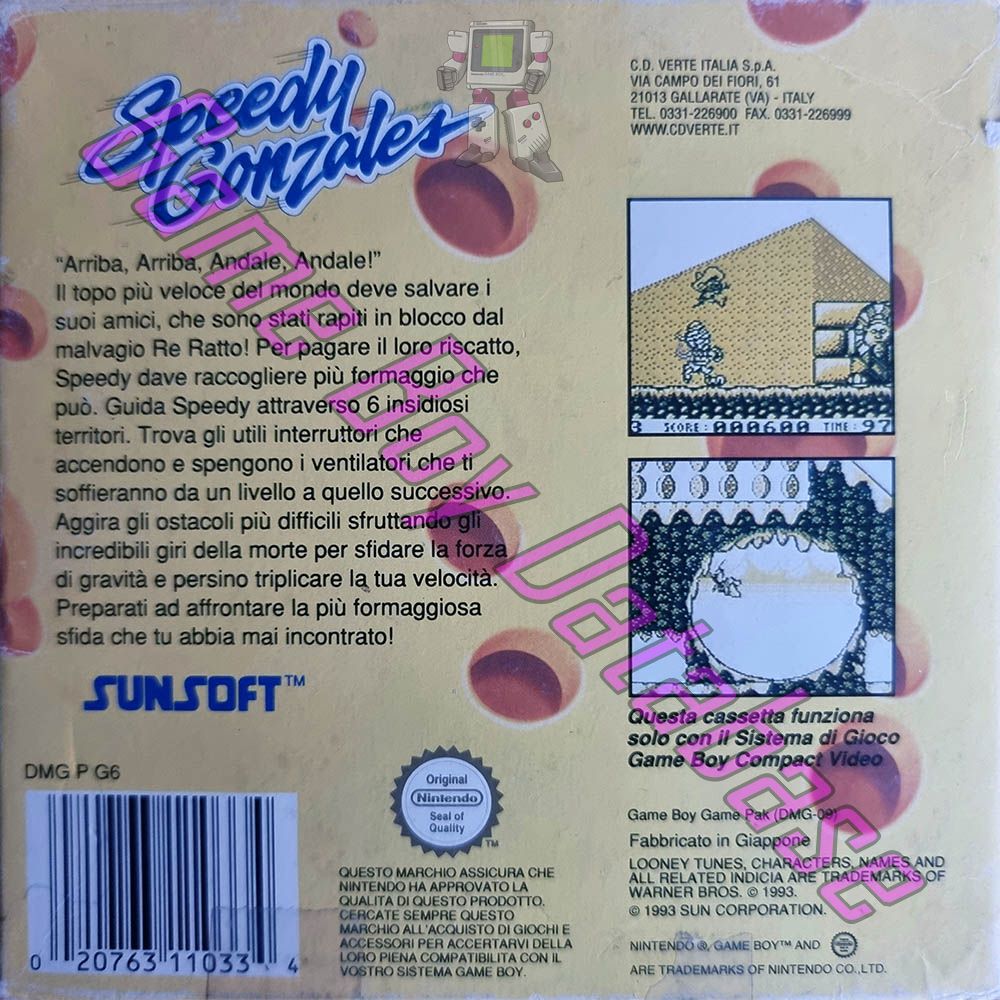 Speedy
Gonzales
"Arriba, Arriba, Andale, Andale!"
Il topo più veloce del mondo deve salvare i
suoi amici, che sono stati rapiti in blocco dal
malvagio Re Ratto! Per pagare il loro riscatto,
Speedy dave raccogliere più formaggio che
può. Guida Speedy attraverso 6 insidiosi
territori. Trova gli utili interruttori che
accendono e spengono i ventilatori che ti
soffieranno da un livello a quello successivo.
Aggira gli ostacoli più difficili sfruttando gli
incredibili giri della morte per sfidare la forza
di gravità e persino triplicare la tua velocità.
Preparati ad affrontare la più formaggiosa
sfida che tu abbia mai incontrato!
SUNSOFT™
DMG P G6
0 20763 11033 4
Original
Nintendo
Seal of
Quality
TM
QUESTO MARCHIO ASSICURA CHE
NINTENDO HA APPROVATO LA
QUALITA DI QUESTO PRODOTTO.
CERCATE SEMPRE QUESTO
MARCHIO ALL'ACQUISTO DI GIOCHI E
ACCESSORI PER ACCERTARVI DELLA
LORO PIENA COMPATIBILITA CON IL
VOSTRO SISTEMA GAME BOY.
C.D. VERTE ITALIA S.p.A.
VIA CAMPO DEI FIORI, 61
21013 GALLARATE (VA) - ITALY
TEL. 0331-226900 FAX. 0331-226999
WWW.CDVERTE.IT
3 SCORE: 000600 TIME: 97
Questa cassetta funziona
solo con il Sistema di Gioco
Game Boy Compact Video
Game Boy Game Pak (DMG-09)
Fabbricato in Giappone
LOONEY TUNES, CHARACTERS, NAMES AND
ALL RELATED INDICIA ARE TRADEMARKS OF
WARNER BROS. © 1993.
© 1993 SUN CORPORATION.
NINTENDO ®, GAME BOY™ AND
ARE TRADEMARKS OF NINTENDO CO., LTD.
Game Boy Database